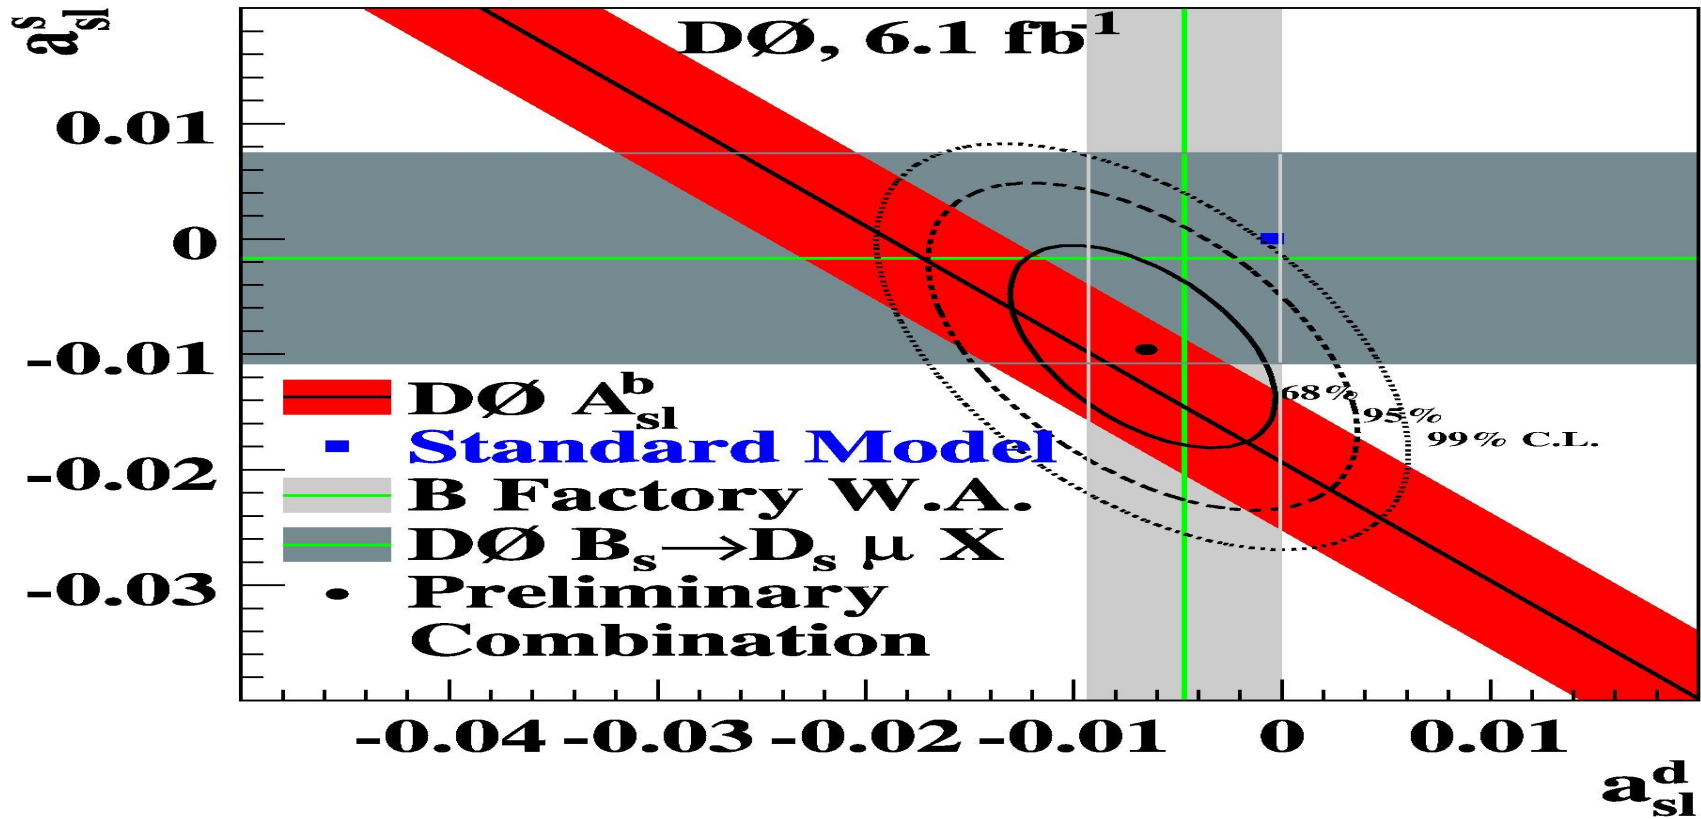 a^s_sl
DØ, 6.1 fb^-1
0.01
0
-0.01
-0.02
-0.03
68%
95%
99% C.L.
DØ A^b_sl
Standard Model
B Factory W.A.
DØ B_s→D_s μ X
Preliminary
Combination
-0.04 -0.03 -0.02 -0.01 0 0.01
a^d_sl